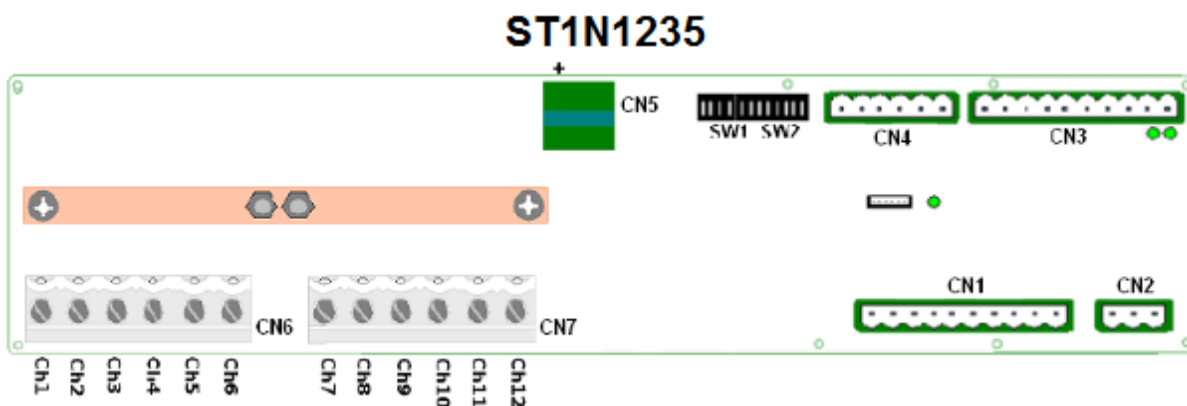 ST1N1235
+
CN5
SW1 SW2
CN4
CN3
CN1
CN2
CN6
CN7
Ch1 Ch2 Ch3 Ch4 Ch5 Ch6 Ch7 Ch8 Ch9 Ch10 Ch11 Ch12